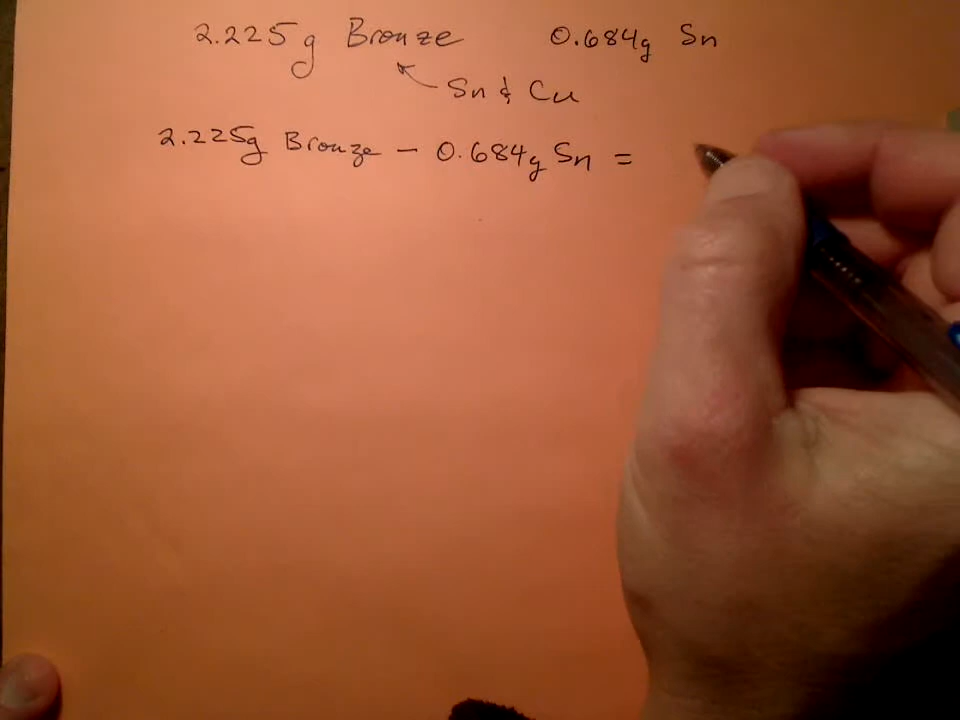 2.225g Bronze 0.684g Sn
Sn & Cu
2.225g Bronze - 0.684g Sn =